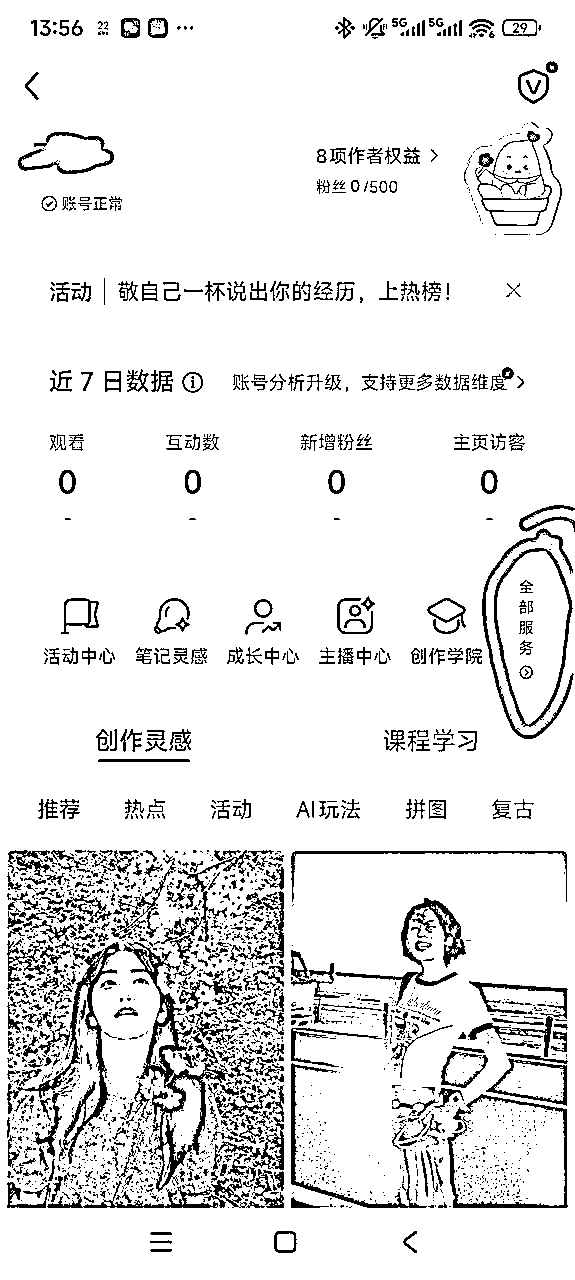 13:56
5G 5G 29
8项作者权益 >
粉丝 0/500
账号正常
活动 | 敬自己一杯说出你的经历，上热榜！
近 7 日数据 账号分析升级，支持更多数据维度 >
观看 互动数 新增粉丝 主页访客
0 0 0 0
- - - -
全部服务
活动中心 笔记灵感 成长中心 主播中心 创作学院
创作灵感 课程学习
推荐 热点 活动 AI玩法 拼图 复古